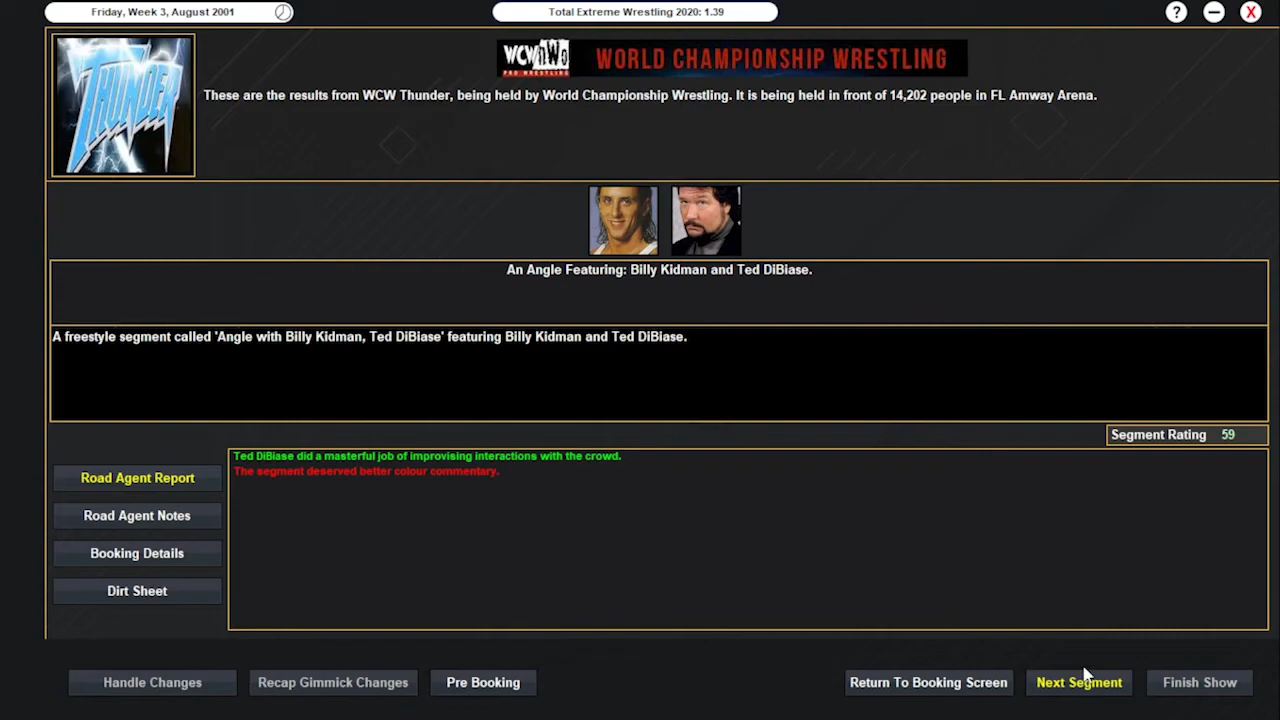 Friday, Week 3, August 2001
Total Extreme Wrestling 2020: 1.39
?
X
THUNDER
WCW nWo
PRO WRESTLING
WORLD CHAMPIONSHIP WRESTLING
These are the results from WCW Thunder, being held by World Championship Wrestling. It is being held in front of 14,202 people in FL Amway Arena.
An Angle Featuring: Billy Kidman and Ted DiBiase.
A freestyle segment called 'Angle with Billy Kidman, Ted DiBiase' featuring Billy Kidman and Ted DiBiase.
Segment Rating 59
Ted DiBiase did a masterful job of improvising interactions with the crowd.
The segment deserved better colour commentary.
Road Agent Report
Road Agent Notes
Booking Details
Dirt Sheet
Handle Changes
Recap Gimmick Changes
Pre Booking
Return To Booking Screen
Next Segment
Finish Show